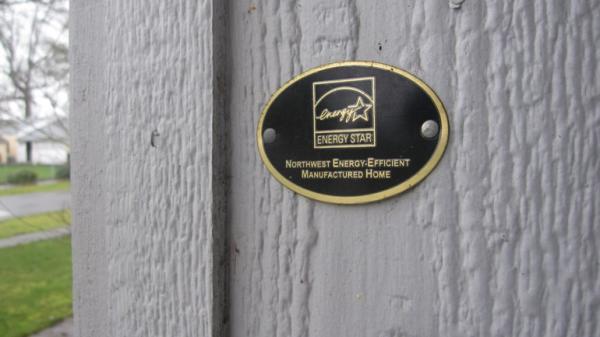 energy
ENERGY STAR
NORTHWEST ENERGY-EFFICIENT
MANUFACTURED HOME